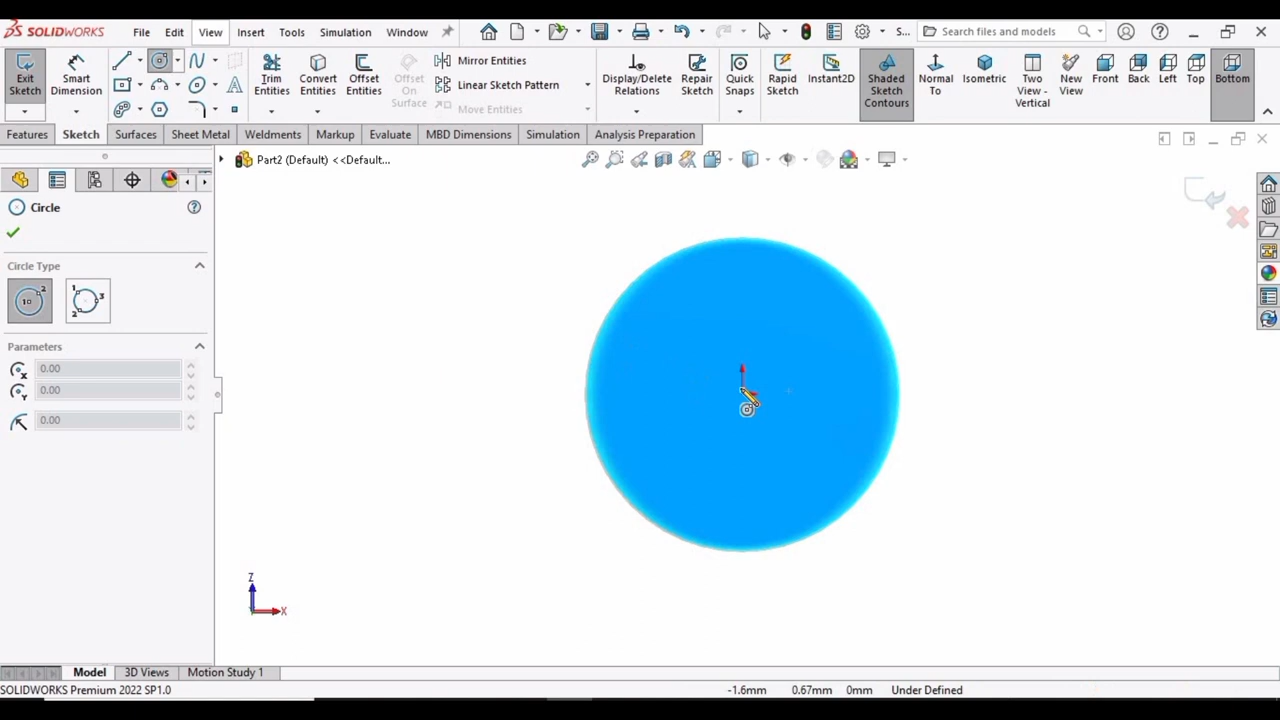 SOLIDWORKS File Edit View Insert Tools Simulation Window S... Search files and models
Exit Sketch
Smart Dimension
Trim Entities
Convert Entities
Offset Entities
Offset On Surface
Mirror Entities
Linear Sketch Pattern
Move Entities
Display/Delete Relations
Repair Sketch
Quick Snaps
Rapid Sketch
Instant2D
Shaded Sketch Contours
Normal To
Isometric
Two View - Vertical
New View
Front
Back
Left
Top
Bottom
Features Sketch Surfaces Sheet Metal Weldments Markup Evaluate MBD Dimensions Simulation Analysis Preparation
Part2 (Default) <<Default...
Circle
Circle Type
Parameters
0.00
0.00
0.00
Z
X
Model 3D Views Motion Study 1
SOLIDWORKS Premium 2022 SP1.0 -1.6mm 0.67mm 0mm Under Defined